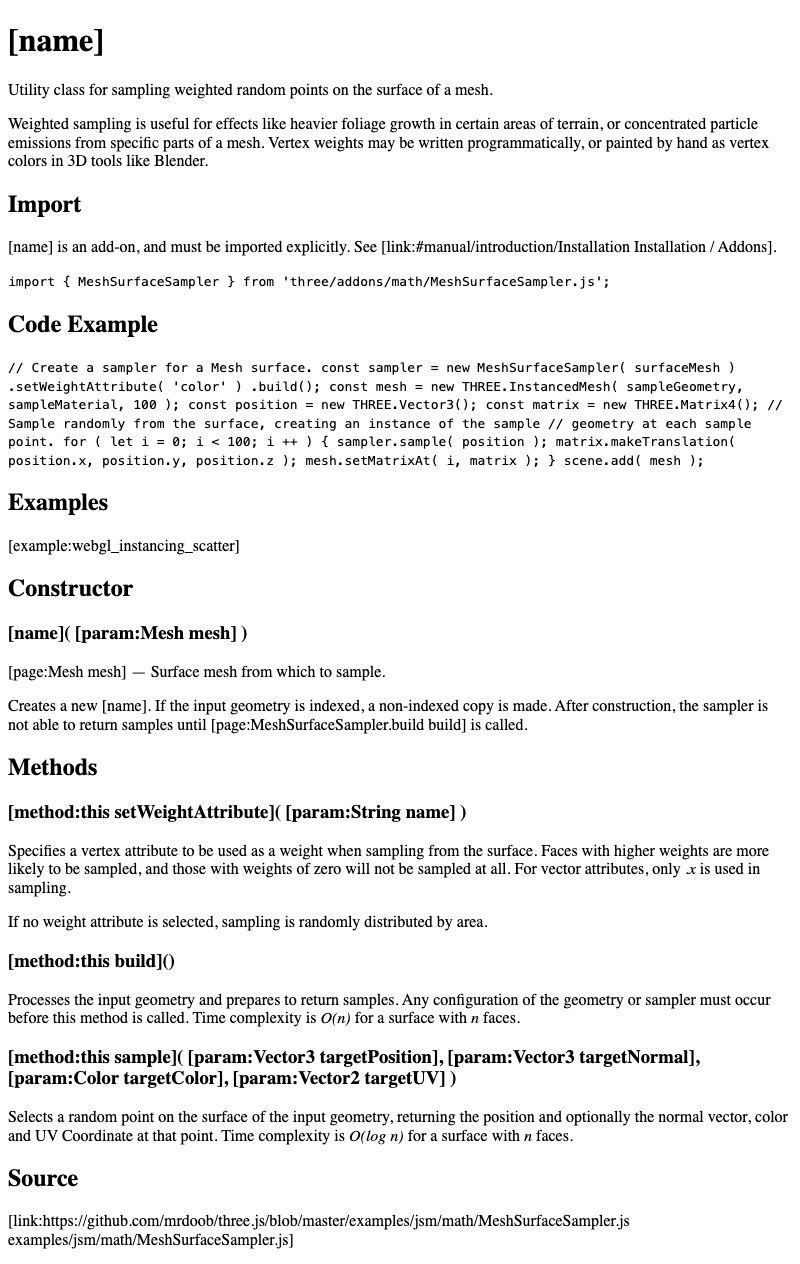 [name]
Utility class for sampling weighted random points on the surface of a mesh.
Weighted sampling is useful for effects like heavier foliage growth in certain areas of terrain, or concentrated particle
emissions from specific parts of a mesh. Vertex weights may be written programmatically, or painted by hand as vertex
colors in 3D tools like Blender.
Import
[name] is an add-on, and must be imported explicitly. See [link:#manual/introduction/Installation Installation / Addons].
import { MeshSurfaceSampler } from 'three/addons/math/MeshSurfaceSampler.js';
Code Example
// Create a sampler for a Mesh surface. const sampler = new MeshSurfaceSampler( surfaceMesh )
.setWeightAttribute( 'color' ) .build(); const mesh = new THREE.InstancedMesh( sampleGeometry,
sampleMaterial, 100 ); const position = new THREE.Vector3(); const matrix = new THREE.Matrix4(); //
Sample randomly from the surface, creating an instance of the sample // geometry at each sample
point. for ( let i = 0; i < 100; i ++ ) { sampler.sample( position ); matrix.makeTranslation(
position.x, position.y, position.z ); mesh.setMatrixAt( i, matrix ); } scene.add( mesh );
Examples
[example:webgl_instancing_scatter]
Constructor
[name]( [param:Mesh mesh] )
[page:Mesh mesh] — Surface mesh from which to sample.
Creates a new [name]. If the input geometry is indexed, a non-indexed copy is made. After construction, the sampler is
not able to return samples until [page:MeshSurfaceSampler.build build] is called.
Methods
[method:this setWeightAttribute]( [param:String name] )
Specifies a vertex attribute to be used as a weight when sampling from the surface. Faces with higher weights are more
likely to be sampled, and those with weights of zero will not be sampled at all. For vector attributes, only .x is used in
sampling.
If no weight attribute is selected, sampling is randomly distributed by area.
[method:this build]()
Processes the input geometry and prepares to return samples. Any configuration of the geometry or sampler must occur
before this method is called. Time complexity is O(n) for a surface with n faces.
[method:this sample]( [param:Vector3 targetPosition], [param:Vector3 targetNormal],
[param:Color targetColor], [param:Vector2 targetUV] )
Selects a random point on the surface of the input geometry, returning the position and optionally the normal vector, color
and UV Coordinate at that point. Time complexity is O(log n) for a surface with n faces.
Source
[link:https://github.com/mrdoob/three.js/blob/master/examples/jsm/math/MeshSurfaceSampler.js
examples/jsm/math/MeshSurfaceSampler.js]